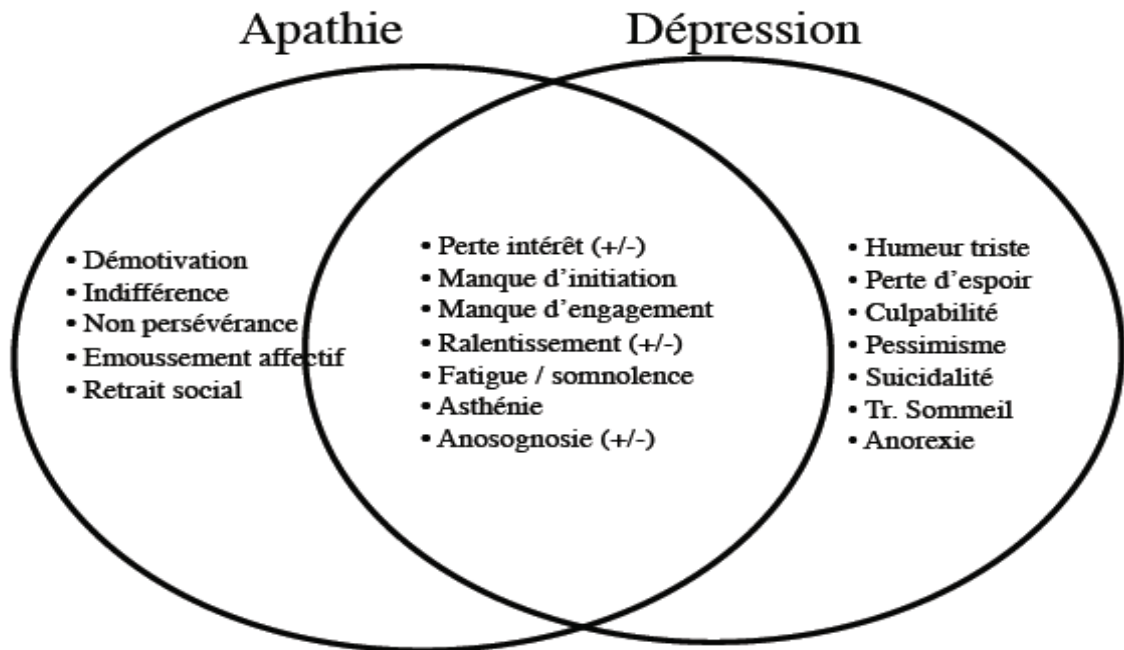 Apathie
Dépression
• Démotivation
• Indifférence
• Non persévérance
• Emoussement affectif
• Retrait social
• Perte intérêt (+/-)
• Manque d’initiation
• Manque d’engagement
• Ralentissement (+/-)
• Fatigue / somnolence
• Asthénie
• Anosognosie (+/-)
• Humeur triste
• Perte d’espoir
• Culpabilité
• Pessimisme
• Suicidalité
• Tr. Sommeil
• Anorexie